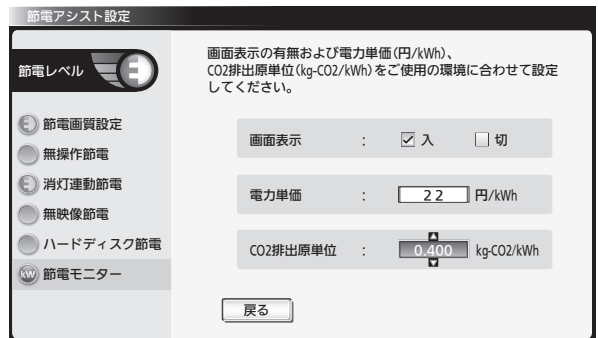 節電アシスト設定
節電レベル E
画面表示の有無および電力単価(円/kWh)、
CO2排出原単位(kg-CO2/kWh)をご使用の環境に合わせて設定
してください。
E 節電画質設定
無操作節電
E 消灯連動節電
無映像節電
ハードディスク節電
kW 節電モニター
画面表示 : 入 切
電力単価 : 22 円/kWh
CO2排出原単位 : 0.400 kg-CO2/kWh
戻る